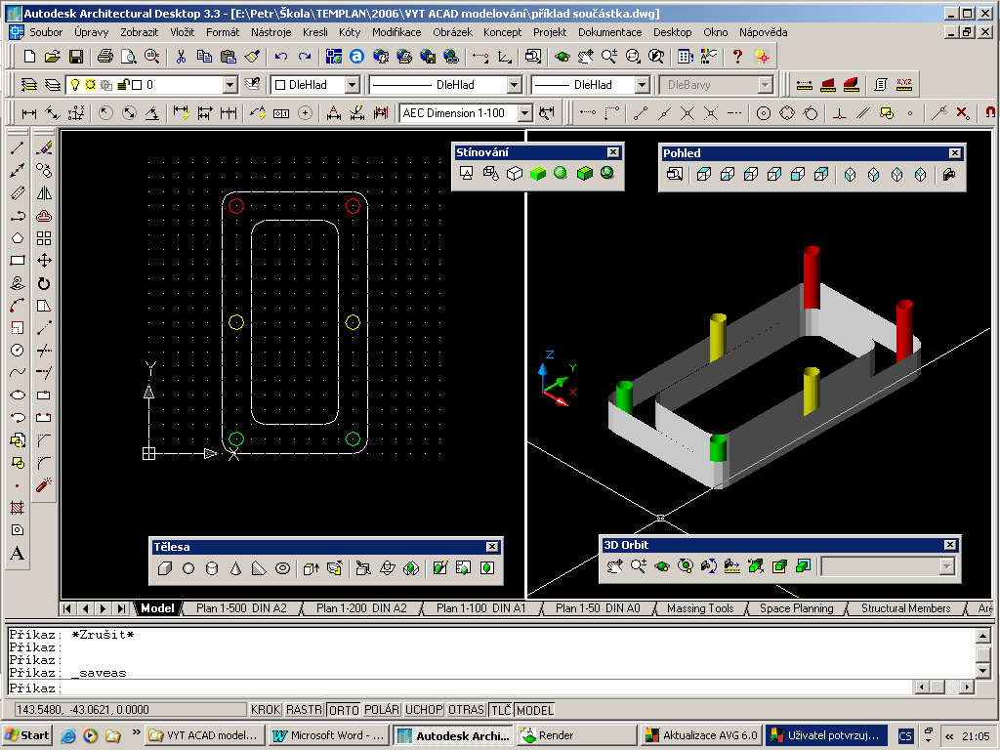 Autodesk Architectural Desktop 3.3 - [E:\Petr\Škola\TEMPLAN\2006\VYT ACAD modelování\příklad součástka.dwg]
Soubor Úpravy Zobrazit Vložit Formát Nástroje Kresli Kóty Modifikace Obrázek Koncept Projekt Dokumentace Desktop Okno Nápověda
0 DleHlad DleHlad DleHlad DleBarvy
AEC Dimension 1-100
Stínování
Pohled
Y
X
Z
Y
X
Tělesa
3D Orbit
Model Plan 1-500 DIN A2 Plan 1-200 DIN A2 Plan 1-100 DIN A1 Plan 1-50 DIN A0 Massing Tools Space Planning Structural Members
Příkaz: *Zrušit*
Příkaz:
Příkaz:
Příkaz: _saveas
Příkaz:
143.5480, -43.0621, 0.0000 KROK RASTR ORTO POLÁR UCHOP OTRAS TLČ MODEL
Start VYT ACAD model... Microsoft Word - ... Autodesk Archi... Render Aktualizace AVG 6.0 Uživatel potvrzuj... CS 21:05